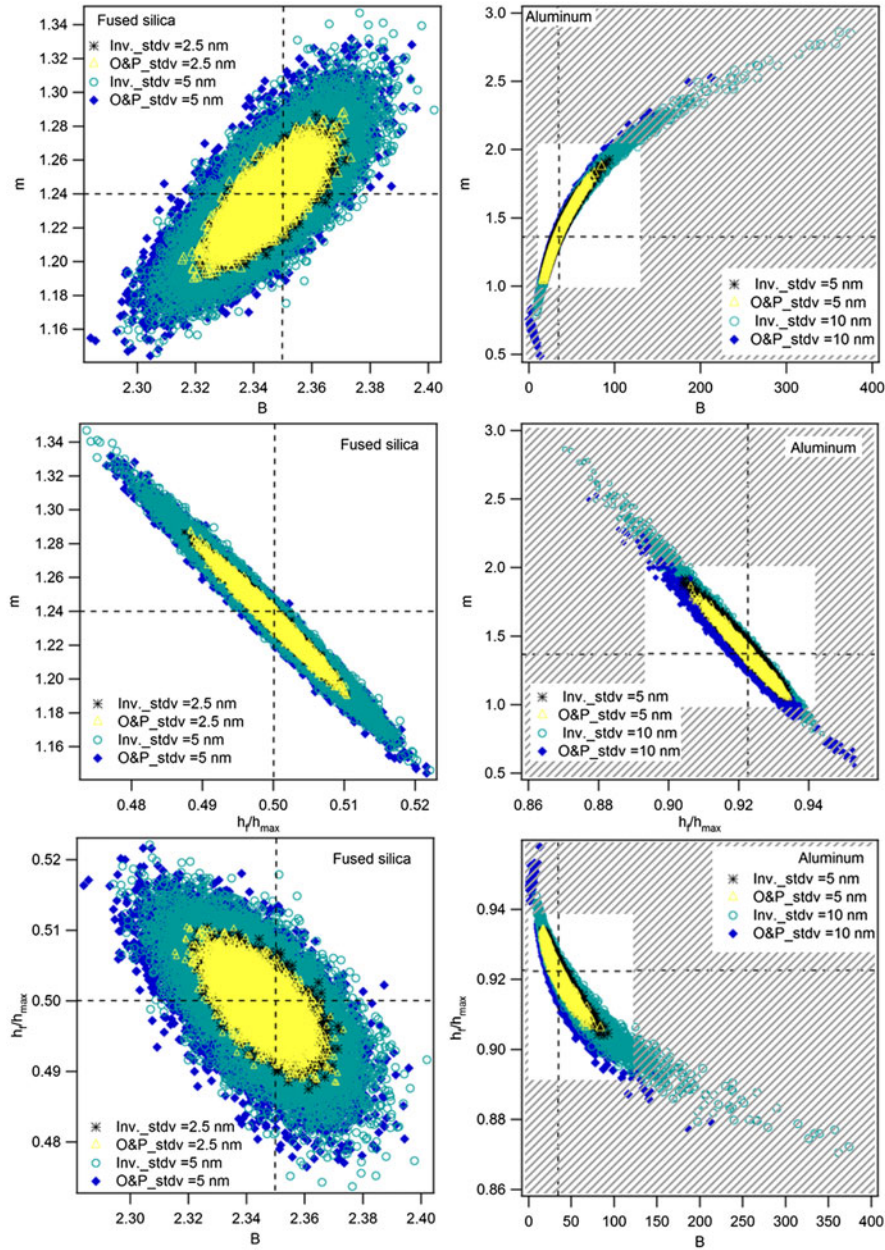 Fused silica
Inv._stdv =2.5 nm
O&P_stdv =2.5 nm
Inv._stdv =5 nm
O&P_stdv =5 nm
1.34
1.32
1.30
1.28
1.26
1.24
1.22
1.20
1.18
1.16
m
2.30
2.33
2.35
2.38
2.40
B
Aluminum
3.0
2.5
2.0
1.5
1.0
0.5
m
Inv._stdv =5 nm
O&P_stdv =5 nm
Inv._stdv =10 nm
O&P_stdv =10 nm
0
100
200
300
400
B
Fused silica
1.34
1.32
1.30
1.28
1.26
1.24
1.22
1.20
1.18
1.16
m
Inv._stdv =2.5 nm
O&P_stdv =2.5 nm
Inv._stdv =5 nm
O&P_stdv =5 nm
0.48
0.49
0.50
0.51
0.52
hf/hmax
Aluminum
3.0
2.5
2.0
1.5
1.0
0.5
m
Inv._stdv =5 nm
O&P_stdv =5 nm
Inv._stdv =10 nm
O&P_stdv =10 nm
0.86
0.88
0.90
0.92
0.94
hf/hmax
Fused silica
0.52
0.51
0.50
0.49
0.48
hf/hmax
Inv._stdv =2.5 nm
O&P_stdv =2.5 nm
Inv._stdv =5 nm
O&P_stdv =5 nm
2.30
2.33
2.35
2.36
2.40
B
Aluminum
Inv._stdv =5 nm
O&P_stdv =5 nm
Inv._stdv =10 nm
O&P_stdv =10 nm
0.94
0.92
0.90
0.88
0.86
hf/hmax
0
50
100
150
200
250
300
350
400
B